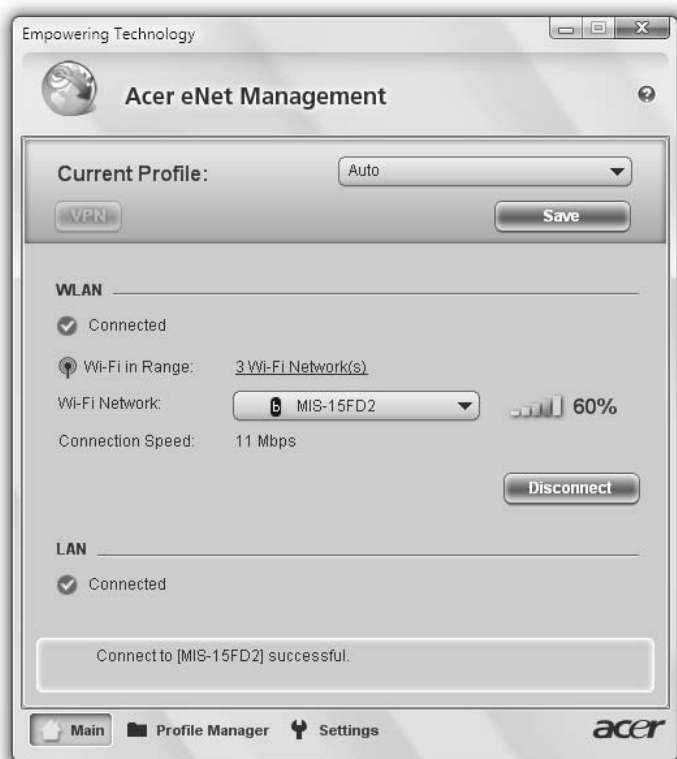 Empowering Technology
Acer eNet Management
Current Profile: Auto
VPN Save
WLAN
Connected
Wi-Fi in Range: 3 Wi-Fi Network(s)
Wi-Fi Network: b MIS-15FD2 60%
Connection Speed: 11 Mbps
Disconnect
LAN
Connected
Connect to [MIS-15FD2] successful.
Main Profile Manager Settings acer